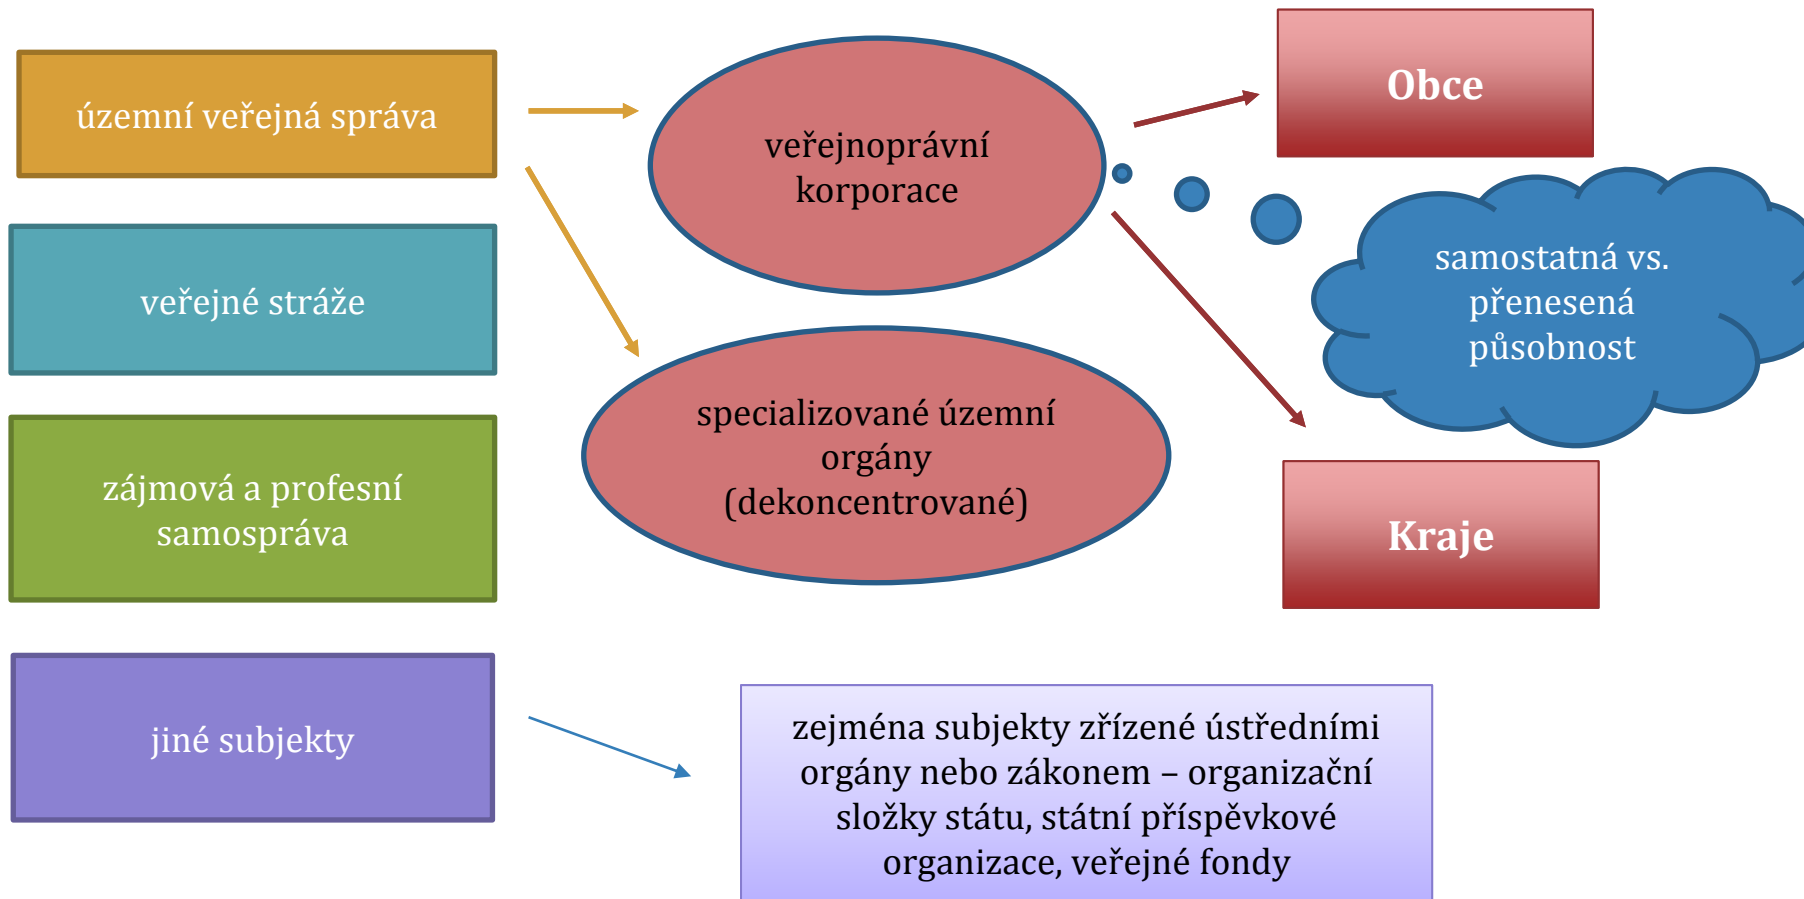 územní veřejná správa
veřejné stráže
zájmová a profesní
samospráva
jiné subjekty
veřejnoprávní
korporace
specializované územní
orgány
(dekoncentrované)
Obce
samostatná vs.
přenesená
působnost
Kraje
zejména subjekty zřízené ústředními
orgány nebo zákonem – organizační
složky státu, státní příspěvkové
organizace, veřejné fondy